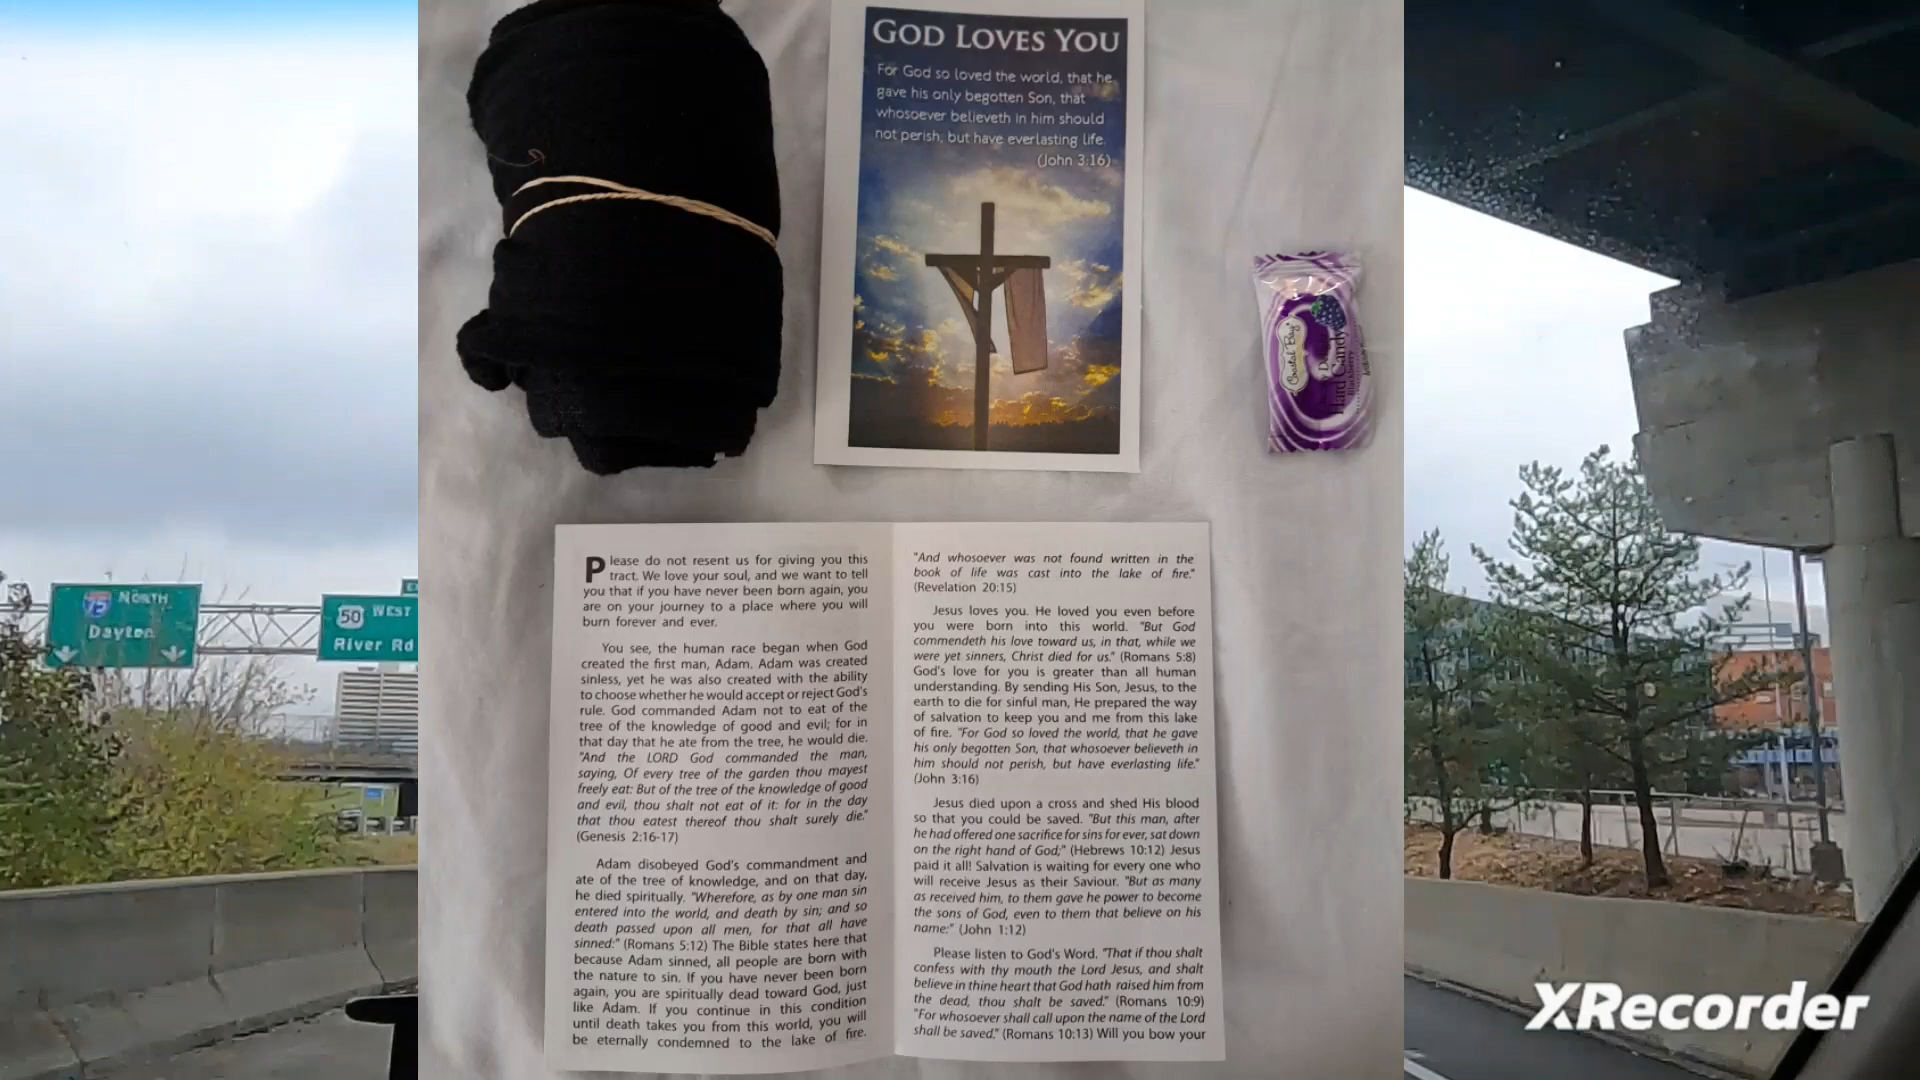 NORTH
75
Dayton
50 WEST
River Rd
GOD LOVES YOU
For God so loved the world, that he
gave his only begotten Son, that
whosoever believeth in him should
not perish, but have everlasting life.
(John 3:16)
Coastal Bay
Hard Candy
Blackberry
Please do not resent us for giving you this
tract. We love your soul, and we want to tell
you that if you have never been born again, you
are on your journey to a place where you will
burn forever and ever.
You see, the human race began when God
created the first man, Adam. Adam was created
sinless, yet he was also created with the ability
to choose whether he would accept or reject God's
rule. God commanded Adam not to eat of the
tree of the knowledge of good and evil; for in
that day that he ate from the tree, he would die.
"And the LORD God commanded the man,
saying, Of every tree of the garden thou mayest
freely eat: But of the tree of the knowledge of good
and evil, thou shalt not eat of it: for in the day
that thou eatest thereof thou shalt surely die."
(Genesis 2:16-17)
Adam disobeyed God's commandment and
ate of the tree of knowledge, and on that day,
he died spiritually. "Wherefore, as by one man sin
entered into the world, and death by sin; and so
death passed upon all men, for that all have
sinned:" (Romans 5:12) The Bible states here that
because Adam sinned, all people are born with
the nature to sin. If you have never been born
again, you are spiritually dead toward God, just
like Adam. If you continue in this condition
until death takes you from this world, you will
be eternally condemned to the lake of fire.
"And whosoever was not found written in the
book of life was cast into the lake of fire."
(Revelation 20:15)
Jesus loves you. He loved you even before
you were born into this world. "But God
commendeth his love toward us, in that, while we
were yet sinners, Christ died for us." (Romans 5:8)
God's love for you is greater than all human
understanding. By sending His Son, Jesus, to the
earth to die for sinful man, He prepared the way
of salvation to keep you and me from this lake
of fire. "For God so loved the world, that he gave
his only begotten Son, that whosoever believeth in
him should not perish, but have everlasting life."
(John 3:16)
Jesus died upon a cross and shed His blood
so that you could be saved. "But this man, after
he had offered one sacrifice for sins for ever, sat down
on the right hand of God;" (Hebrews 10:12) Jesus
paid it all! Salvation is waiting for every one who
will receive Jesus as their Saviour. "But as many
as received him, to them gave he power to become
the sons of God, even to them that believe on his
name:" (John 1:12)
Please listen to God's Word. "That if thou shalt
confess with thy mouth the Lord Jesus, and shalt
believe in thine heart that God hath raised him from
the dead, thou shalt be saved." (Romans 10:9)
"For whosoever shall call upon the name of the Lord
shall be saved." (Romans 10:13) Will you bow your
XRecorder